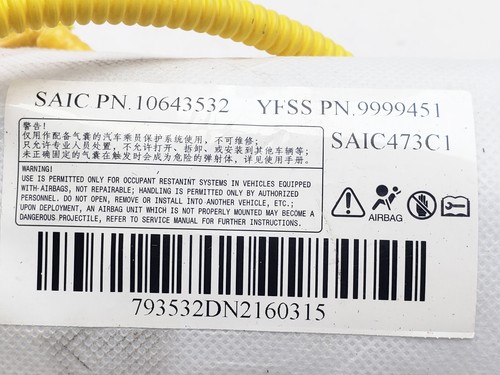 SAIC PN.10643532 YFSS PN.9999451
SAIC473C1
警告!
仅用作配备气囊的汽车乘员保护系统使用,不可维修;
只允许专业人员处置,不允许打开、拆卸、或安装到其他车辆等;
未正确固定的气囊在触发时会成为危险的弹射体,详见使用手册.
WARNING!
USE IS PERMITTED ONLY FOR OCCUPANT RESTAINT SYSTEMS IN VEHICLES EQUIPPED
WITH AIRBAGS, NOT REPAIRABLE; HANDLING IS PERMITTED ONLY BY AUTHORIZED
PERSONNEL. DO NOT OPEN, REMOVE OR INSTALL INTO ANOTHER VEHICLE, ETC.;
UPON DEPLOYMENT, AN AIRBAG UNIT WHICH IS NOT PROPERLY MOUNTED MAY BECOME A
DANGEROUS PROJECTILE, REFER TO SERVICE MANUAL FOR FURTHER INSTRUCTIONS.
AIRBAG
793532DN2160315